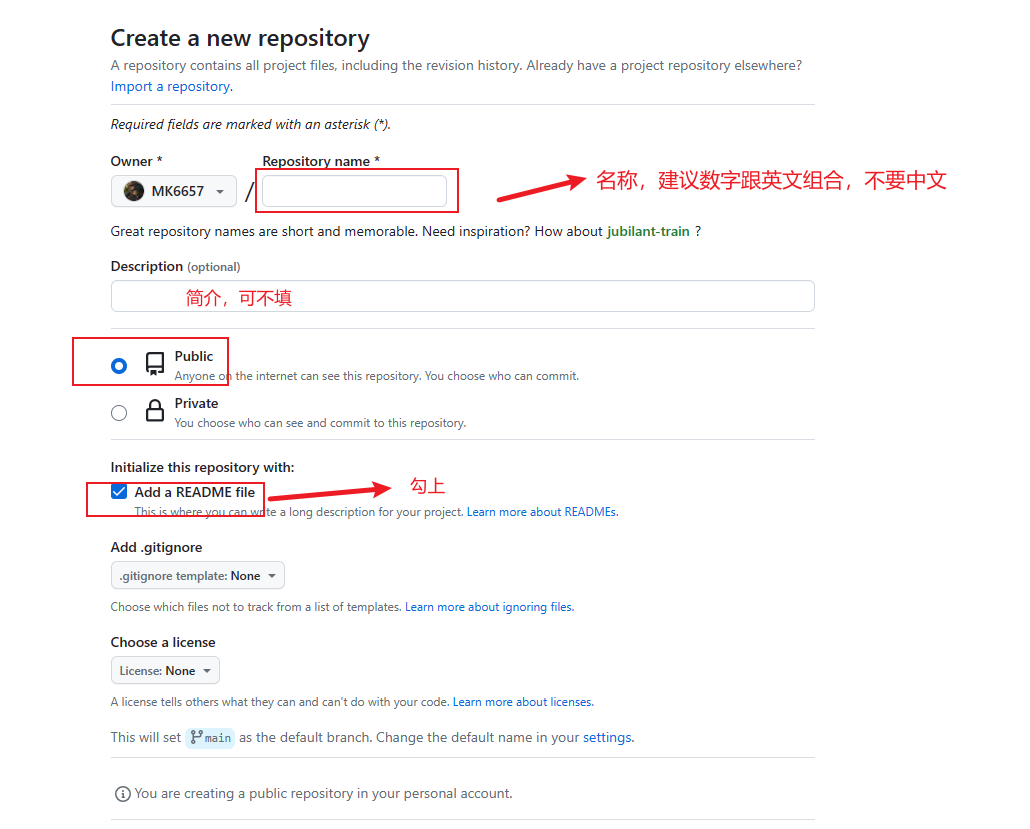 Create a new repository
A repository contains all project files, including the revision history. Already have a project repository elsewhere?
Import a repository.
Required fields are marked with an asterisk (*).
Owner *
Repository name *
MK6657
/
名称，建议数字跟英文组合，不要中文
Great repository names are short and memorable. Need inspiration? How about jubilant-train ?
Description (optional)
简介，可不填
Public
Anyone on the internet can see this repository. You choose who can commit.
Private
You choose who can see and commit to this repository.
Initialize this repository with:
Add a README file
勾上
This is where you can write a long description for your project. Learn more about READMEs.
Add .gitignore
.gitignore template: None
Choose which files not to track from a list of templates. Learn more about ignoring files.
Choose a license
License: None
A license tells others what they can and can't do with your code. Learn more about licenses.
This will set main as the default branch. Change the default name in your settings.
You are creating a public repository in your personal account.